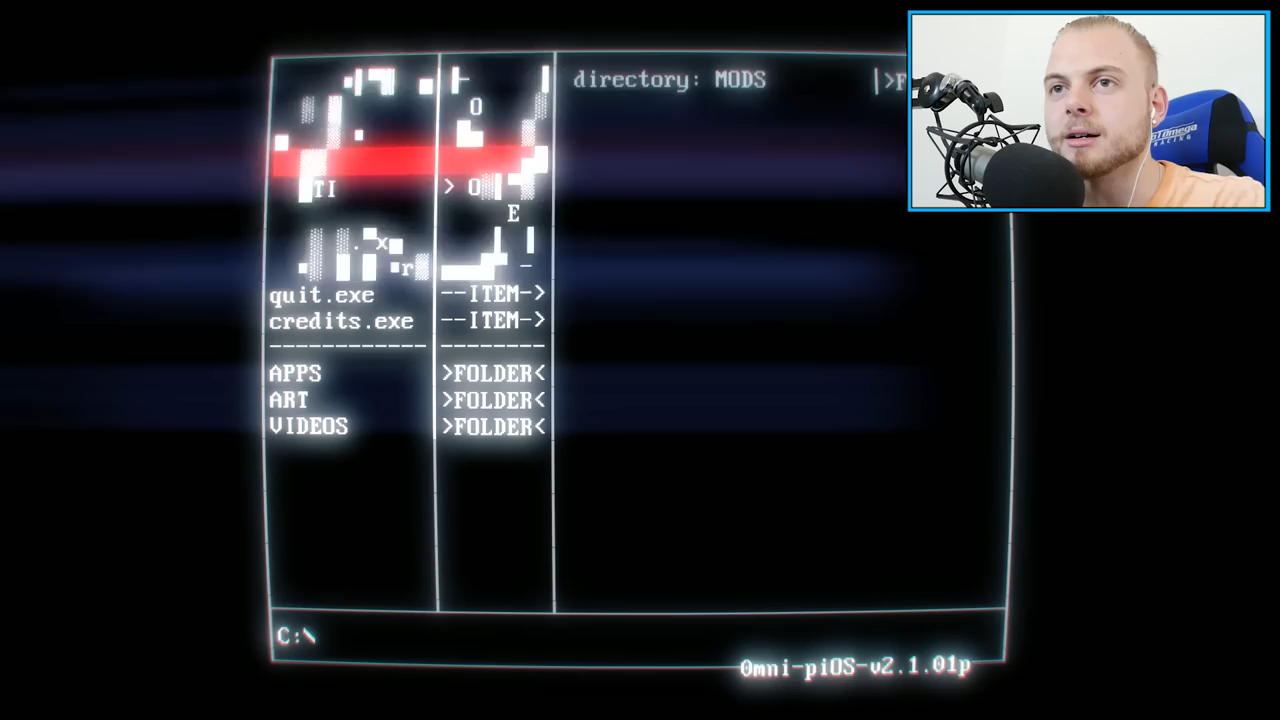 directory: MODS
quit.exe --ITEM->
credits.exe --ITEM->
------------ --------
APPS >FOLDER<
ART >FOLDER<
VIDEOS >FOLDER<
C:\
Omni-piOS-v2.1.01p
RACING